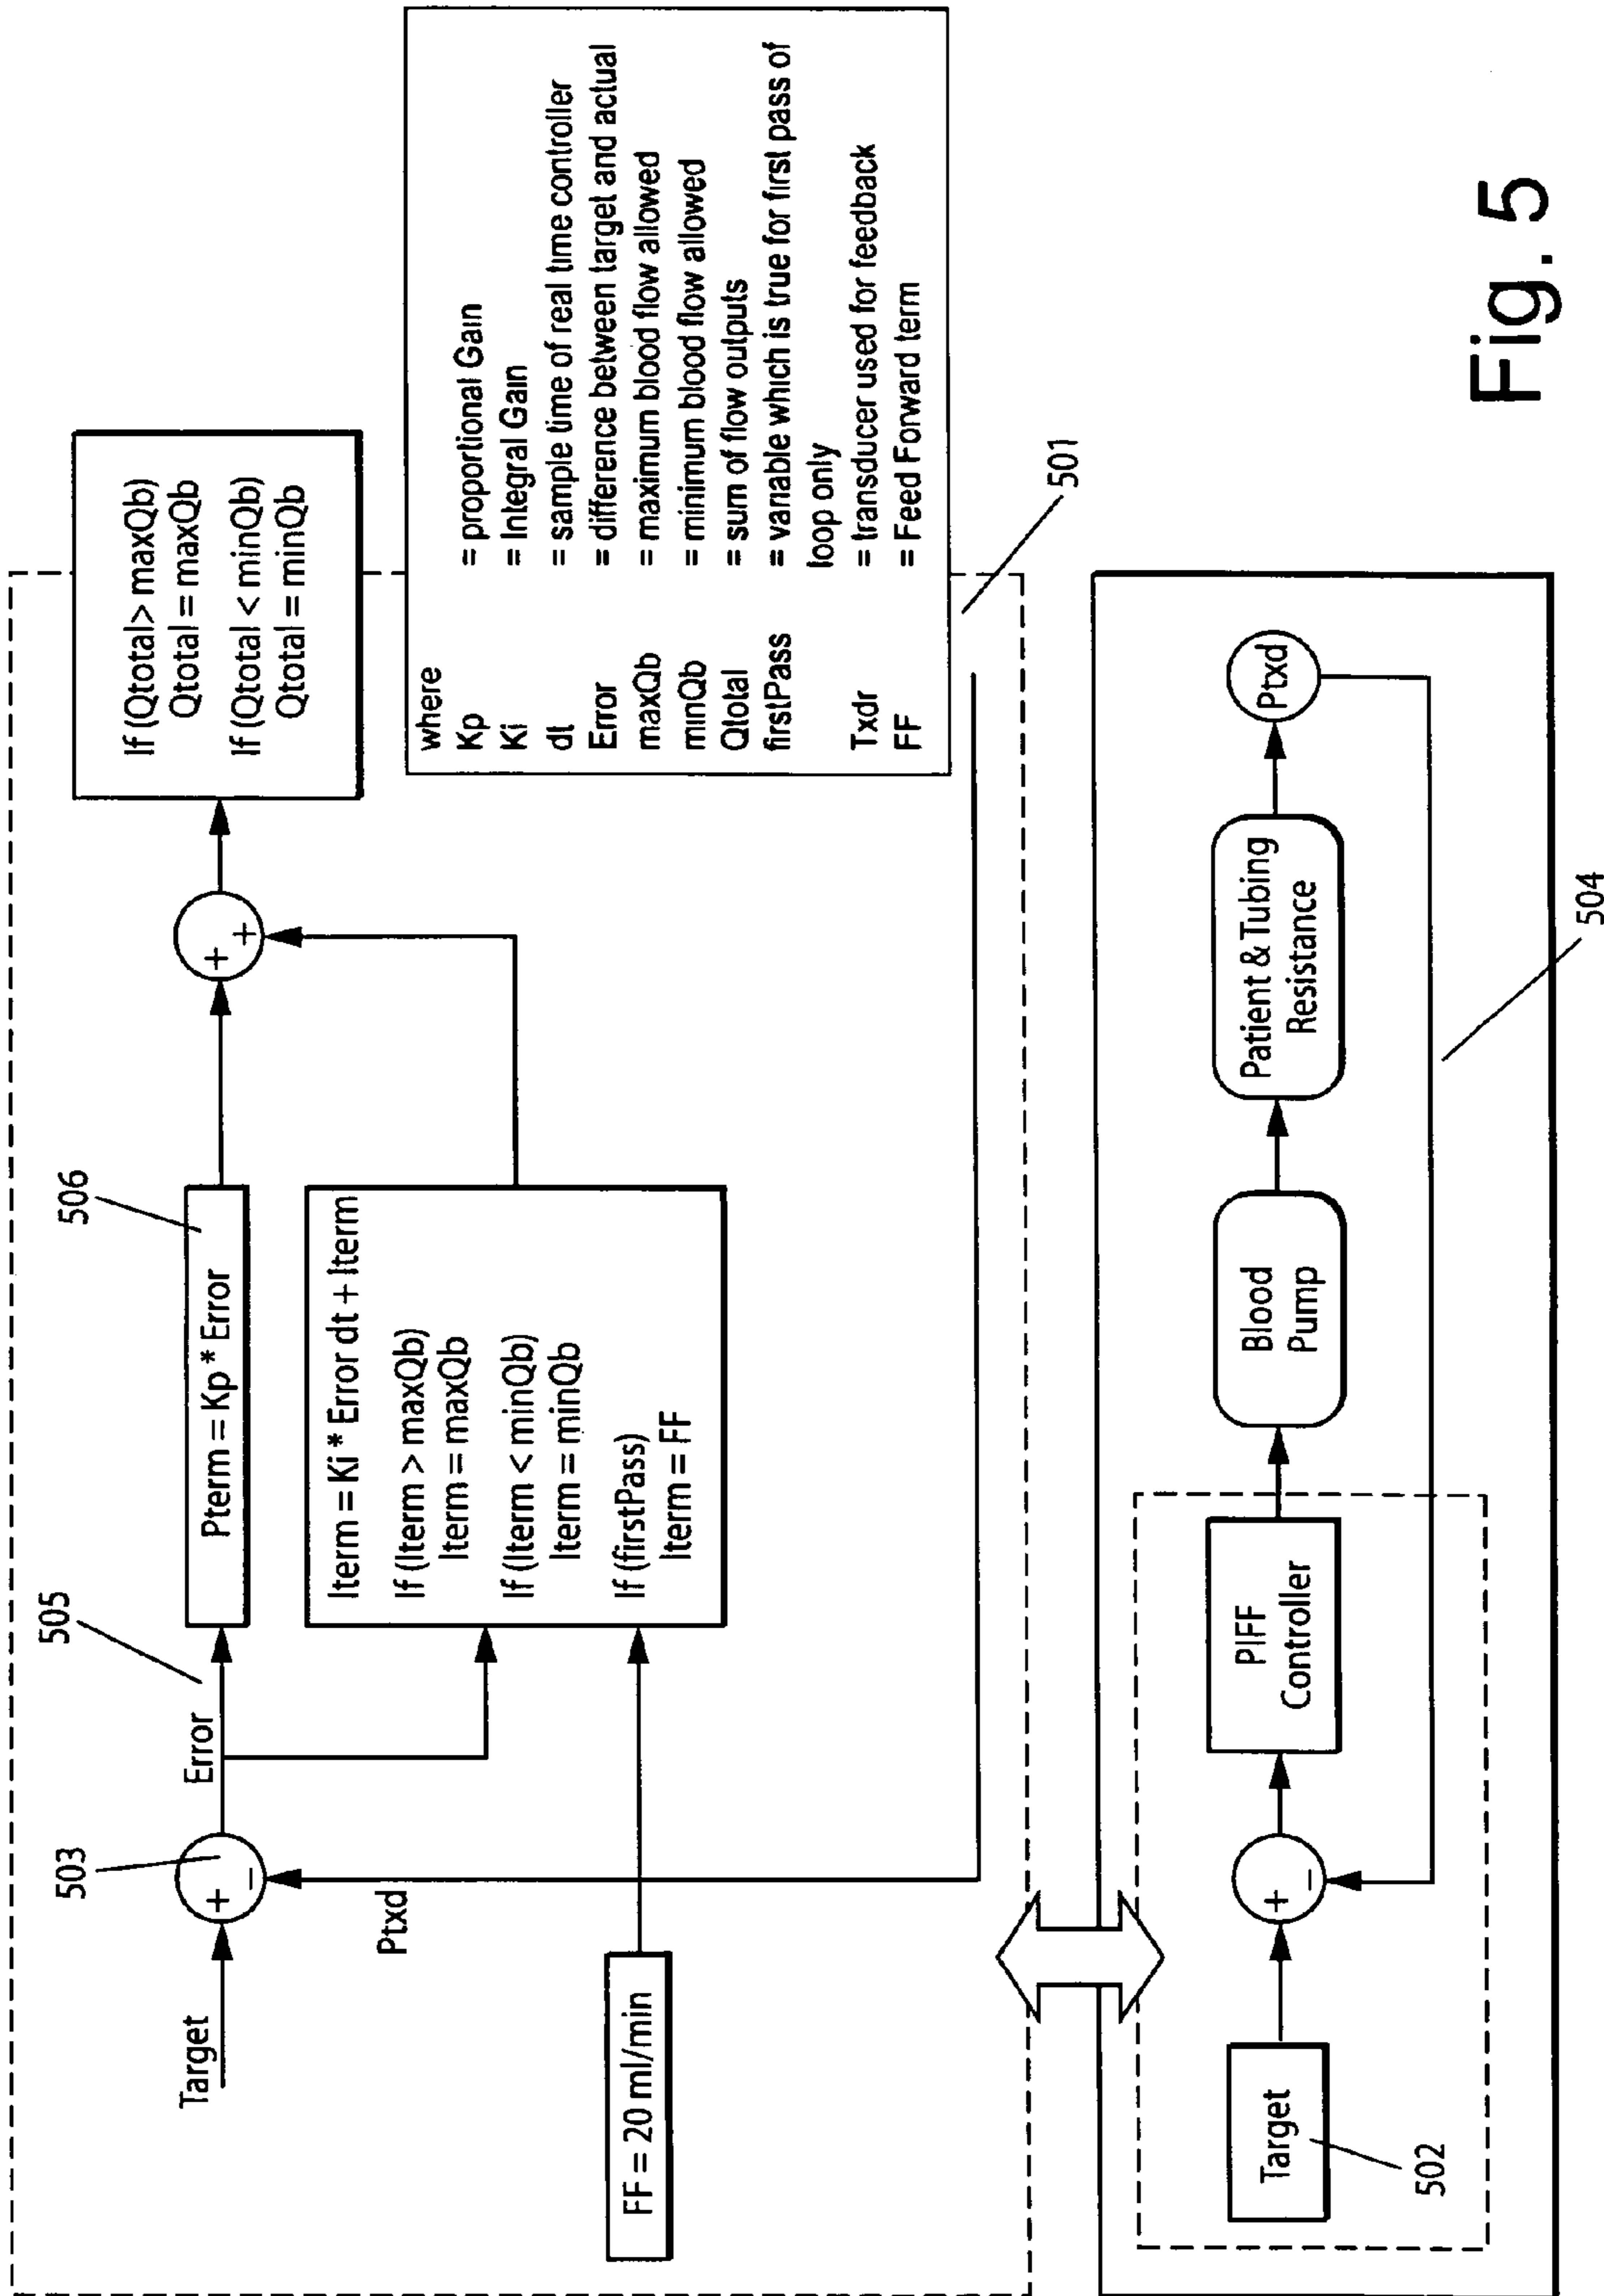 Target
503
+
−
Ptxd
Error
505
Pterm = Kp * Error
506
Iterm = Ki * Error dt + Iterm
If (Iterm > maxQb)
Iterm = maxQb
If (Iterm < minQb)
Iterm = minQb
If (firstPass)
Iterm = FF
FF = 20 ml/min
+
+
If (Qtotal> maxQb)
Qtotal = maxQb
If (Qtotal < minQb)
Qtotal = minQb
where
Kp = proportional Gain
Ki = Integral Gain
dt = sample time of real time controller
Error = difference between target and actual
maxQb = maximum blood flow allowed
minQb = minimum blood flow allowed
Qtotal = sum of flow outputs
firstPass = variable which is true for first pass of
loop only
Txdr = transducer used for feedback
FF = Feed Forward term
501
Target
502
+
−
PIFF
Controller
Blood
Pump
Patient & Tubing
Resistance
Ptxd
504
Fig. 5